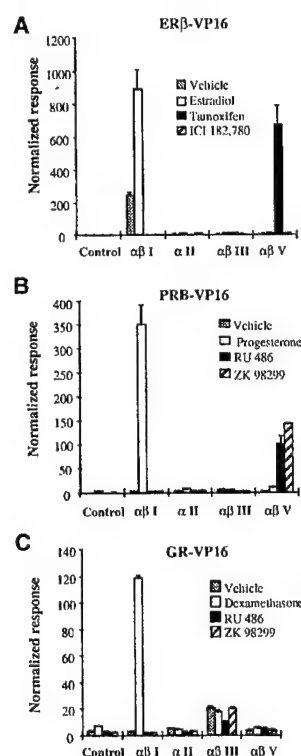 A
ERβ-VP16
Normalized response
1200
1000
800
600
400
200
0
Vehicle
Estradiol
Tamoxifen
ICI 182,780
Control αβ I α II αβ III αβ V
B
PRB-VP16
Normalized response
400
350
300
250
200
150
100
50
0
Vehicle
Progesterone
RU 486
ZK 98299
Control αβ I α II αβ III αβ V
C
GR-VP16
Normalized response
140
120
100
80
60
40
20
0
Vehicle
Dexamethasone
RU 486
ZK 98299
Control αβ I α II αβ III αβ V